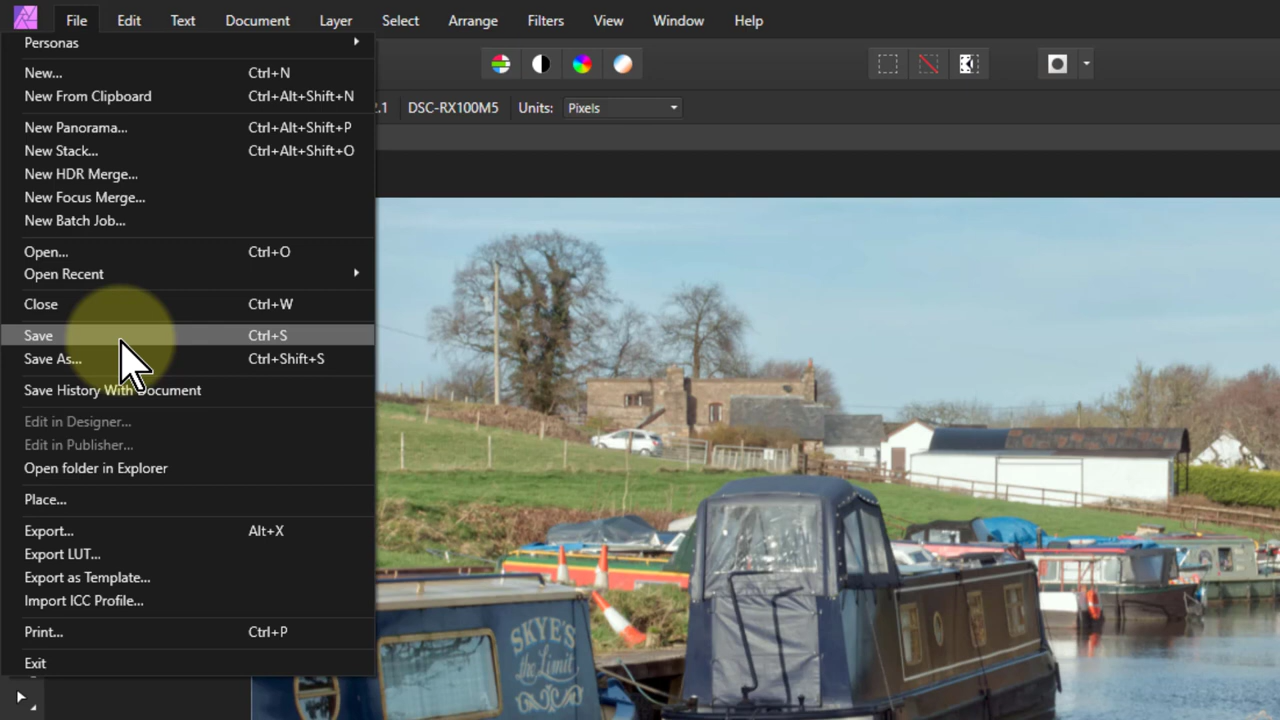 File Edit Text Document Layer Select Arrange Filters View Window Help
Personas
New... Ctrl+N
New From Clipboard Ctrl+Alt+Shift+N
.1 DSC-RX100M5 Units: Pixels
New Panorama... Ctrl+Alt+Shift+P
New Stack... Ctrl+Alt+Shift+O
New HDR Merge...
New Focus Merge...
New Batch Job...
Open... Ctrl+O
Open Recent
Close Ctrl+W
Save Ctrl+S
Save As... Ctrl+Shift+S
Save History With Document
Edit in Designer...
Edit in Publisher...
Open folder in Explorer
Place...
Export... Alt+X
Export LUT...
Export as Template...
Import ICC Profile...
Print... Ctrl+P
Exit
SKYE'S
the Limit